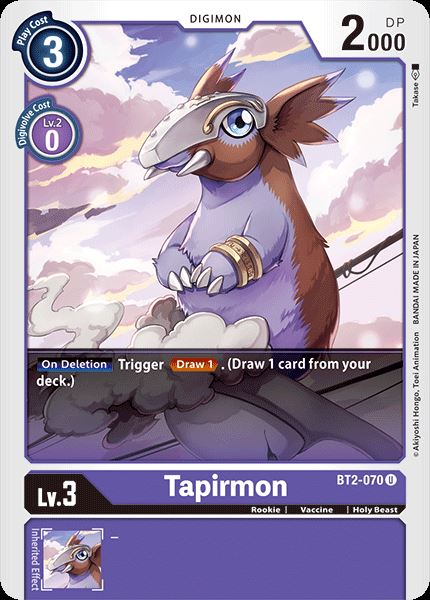 DIGIMON
Play Cost
3
DP
2000
Digivolve Cost
Lv.2
0
Takase
© Akiyoshi Hongo, Toei Animation BANDAI MADE IN JAPAN
On Deletion Trigger Draw 1 . (Draw 1 card from your
deck.)
BT2-070 U
Lv.3
Tapirmon
Rookie | Vaccine | Holy Beast
Inherited Effect
–